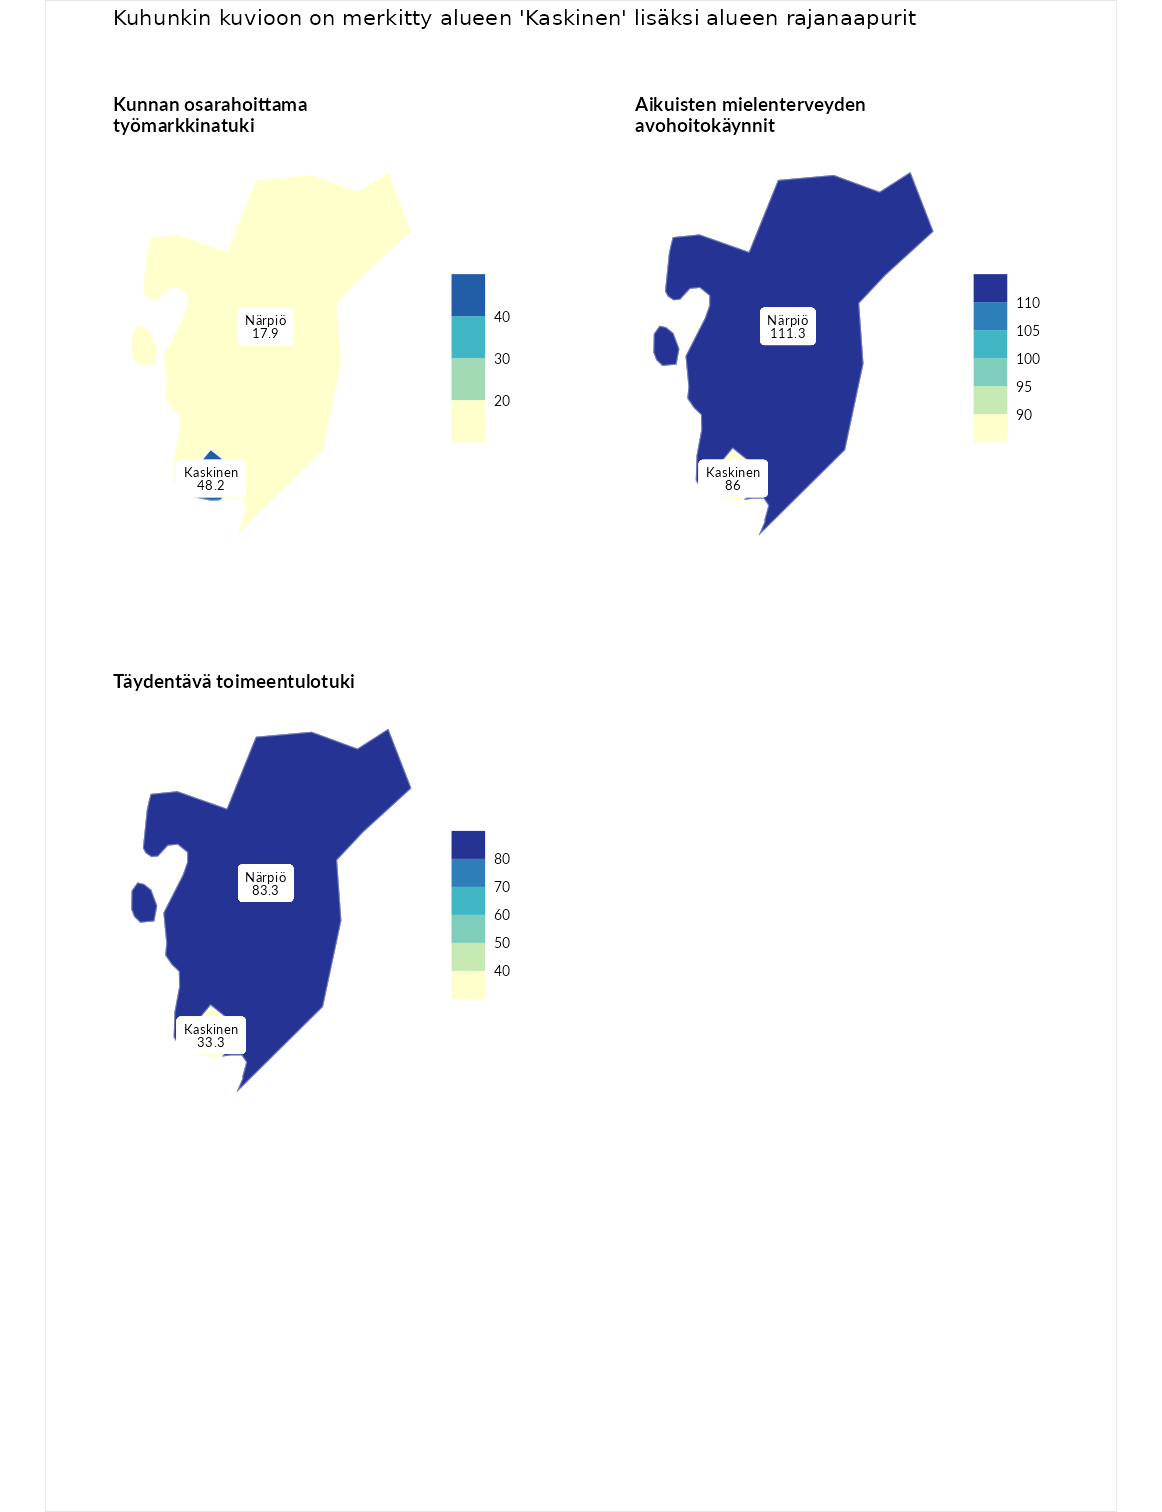 Kuhunkin kuvioon on merkitty alueen 'Kaskinen' lisäksi alueen rajanaapurit
Kunnan osarahoittama
työmarkkinatuki
Närpiö
17.9
Kaskinen
48.2
40
30
20
Aikuisten mielenterveyden
avohoitokäynnit
Närpiö
111.3
Kaskinen
86
110
105
100
95
90
Täydentävä toimeentulotuki
Närpiö
83.3
Kaskinen
33.3
80
70
60
50
40